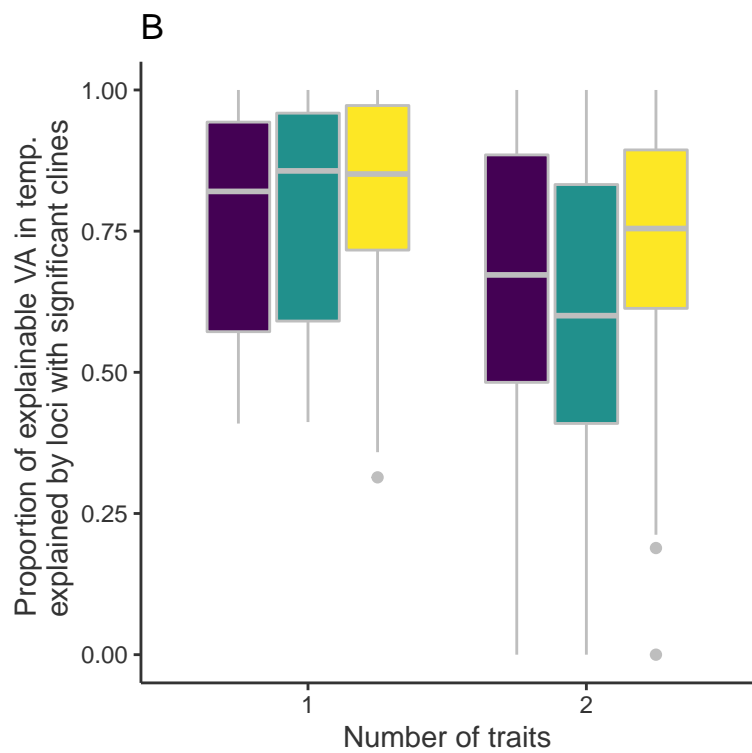 B
Proportion of explainable VA in temp.
explained by loci with significant clines
1.00
0.75
0.50
0.25
0.00
1
2
Number of traits